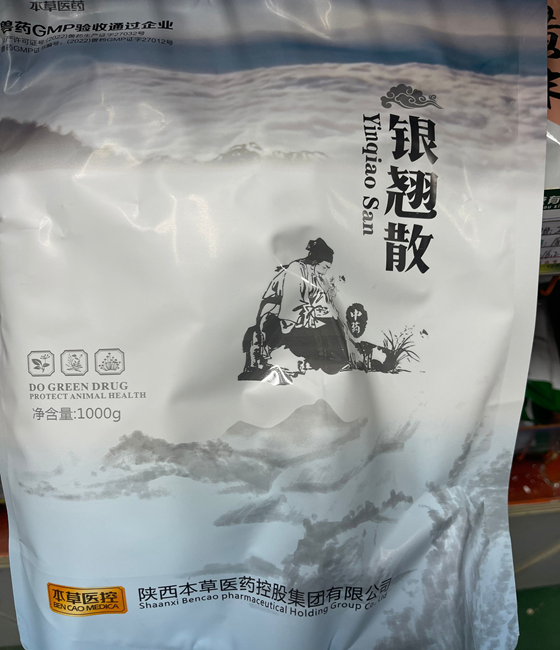 本草医药
兽药GMP验收通过企业
银翘散
Yinqiao San
中药
DO GREEN DRUG
PROTECT ANIMAL HEALTH
净含量:1000g
本草医控
BEN CAO MEDICA
陕西本草医药控股集团有限公司
Shaanxi Bencao pharmaceutical Holding Group Co. Ltd